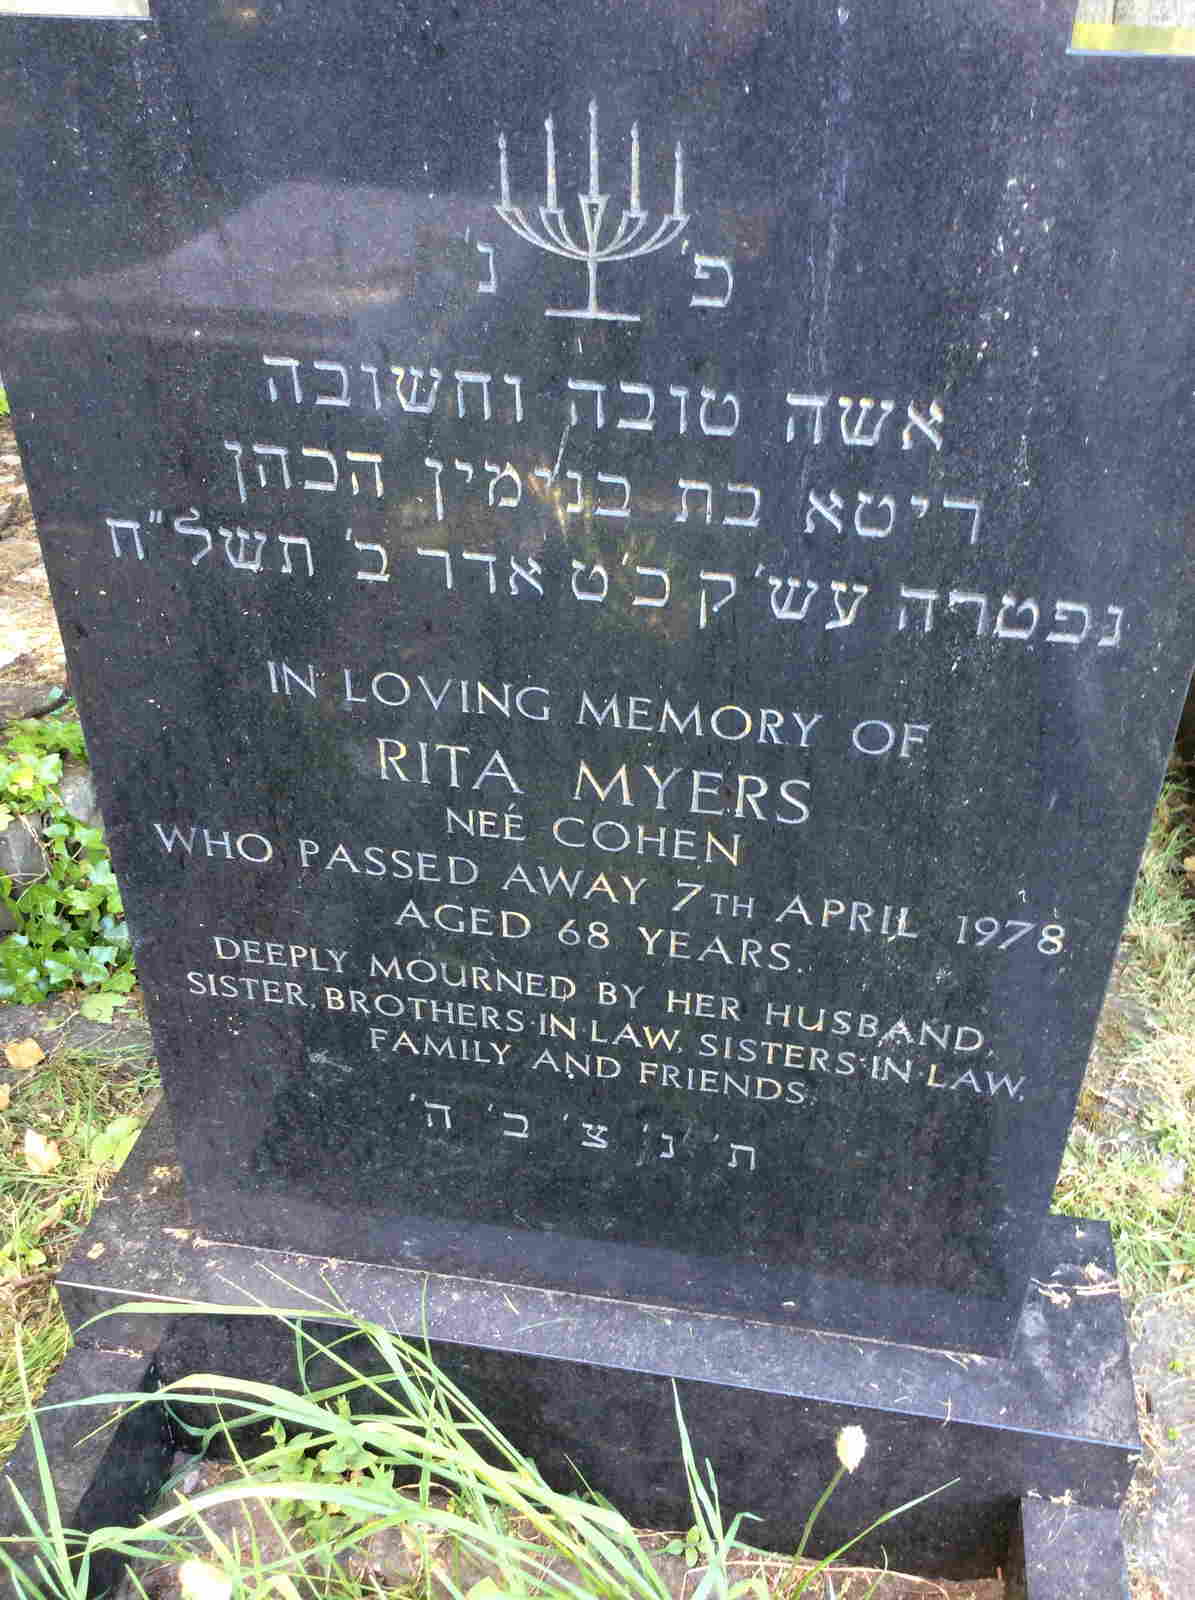 פ' נ'
אשה טובה וחשובה
ריטא בת בנימין הכהן
נפטרה עש'ק כ'ט אדר ב' תשל"ח
IN LOVING MEMORY OF
RITA MYERS
NEÉ COHEN
WHO PASSED AWAY 7TH APRIL 1978
AGED 68 YEARS.
DEEPLY MOURNED BY HER HUSBAND,
SISTER, BROTHERS·IN LAW, SISTERS·IN·LAW,
FAMILY AND FRIENDS.
ת' נ' צ' ב' ה'